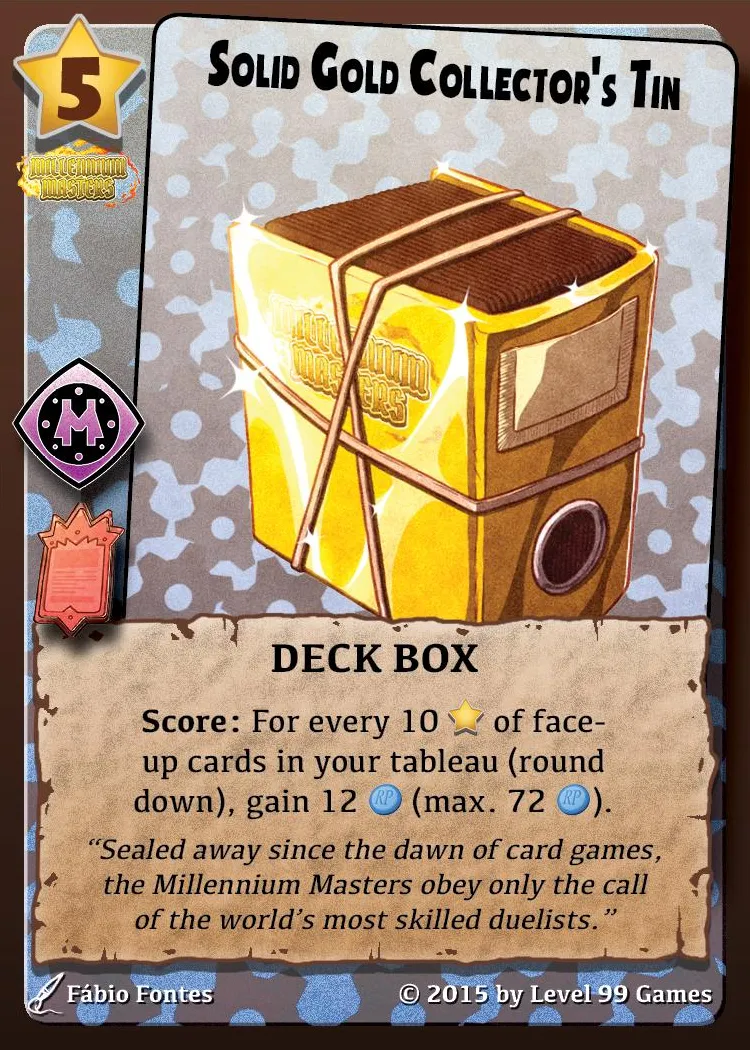 5
SOLID GOLD COLLECTOR'S TIN
MILLENNIUM
MASTERS
MILLENNIUM
MASTERS
M
DECK BOX
Score: For every 10 of face-
up cards in your tableau (round
down), gain 12 RP (max. 72 RP).
“Sealed away since the dawn of card games,
the Millennium Masters obey only the call
of the world’s most skilled duelists.”
Fábio Fontes
© 2015 by Level 99 Games